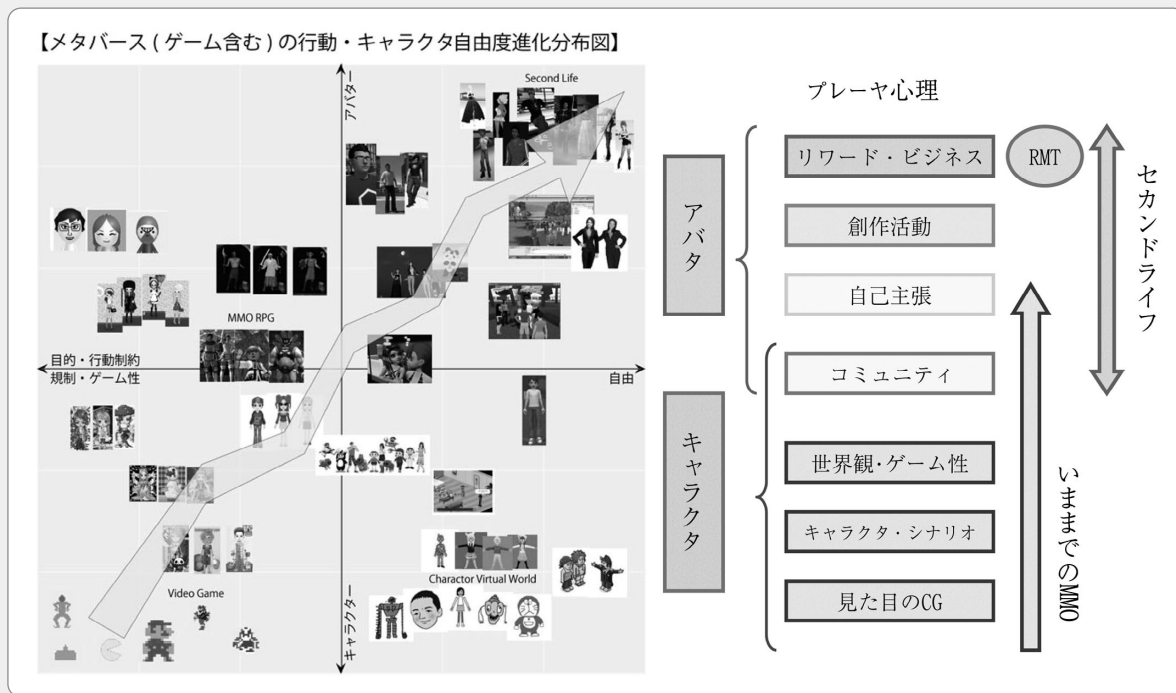 【メタバース ( ゲーム含む ) の行動・キャラクタ自由度進化分布図】
アバター
Second Life
MMO RPG
目的・行動制約
規制・ゲーム性
自由
Video Game
Charactor Virtual World
キャラクター
プレーヤ心理
アバタ
キャラクタ
リワード・ビジネス
RMT
創作活動
自己主張
コミュニティ
世界観・ゲーム性
キャラクタ・シナリオ
見た目のCG
セカンドライフ
いままでのMMO